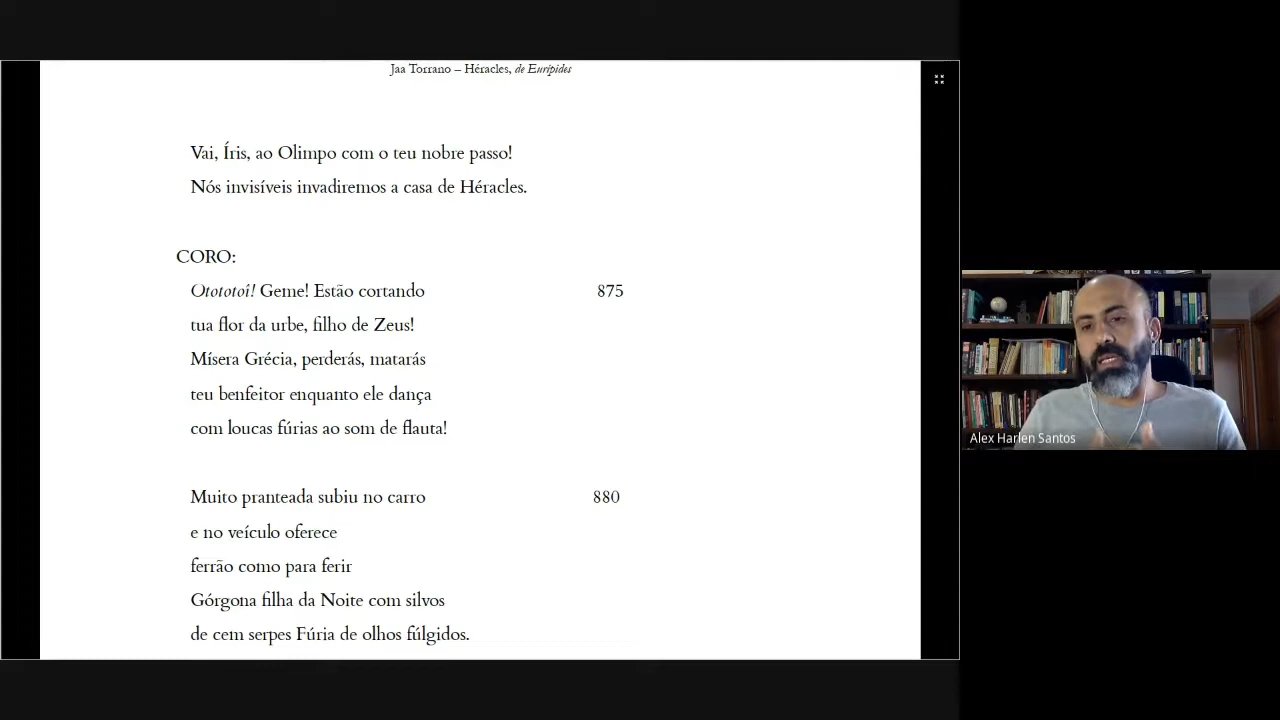 Jaa Torrano – Héracles, de Eurípides
Vai, Íris, ao Olimpo com o teu nobre passo!
Nós invisíveis invadiremos a casa de Héracles.
CORO:
Otototoî! Geme! Estão cortando 875
tua flor da urbe, filho de Zeus!
Mísera Grécia, perderás, matarás
teu benfeitor enquanto ele dança
com loucas fúrias ao som de flauta!
Muito pranteada subiu no carro 880
e no veículo oferece
ferrão como para ferir
Górgona filha da Noite com silvos
de cem serpes Fúria de olhos fúlgidos.
Alex Harlen Santos